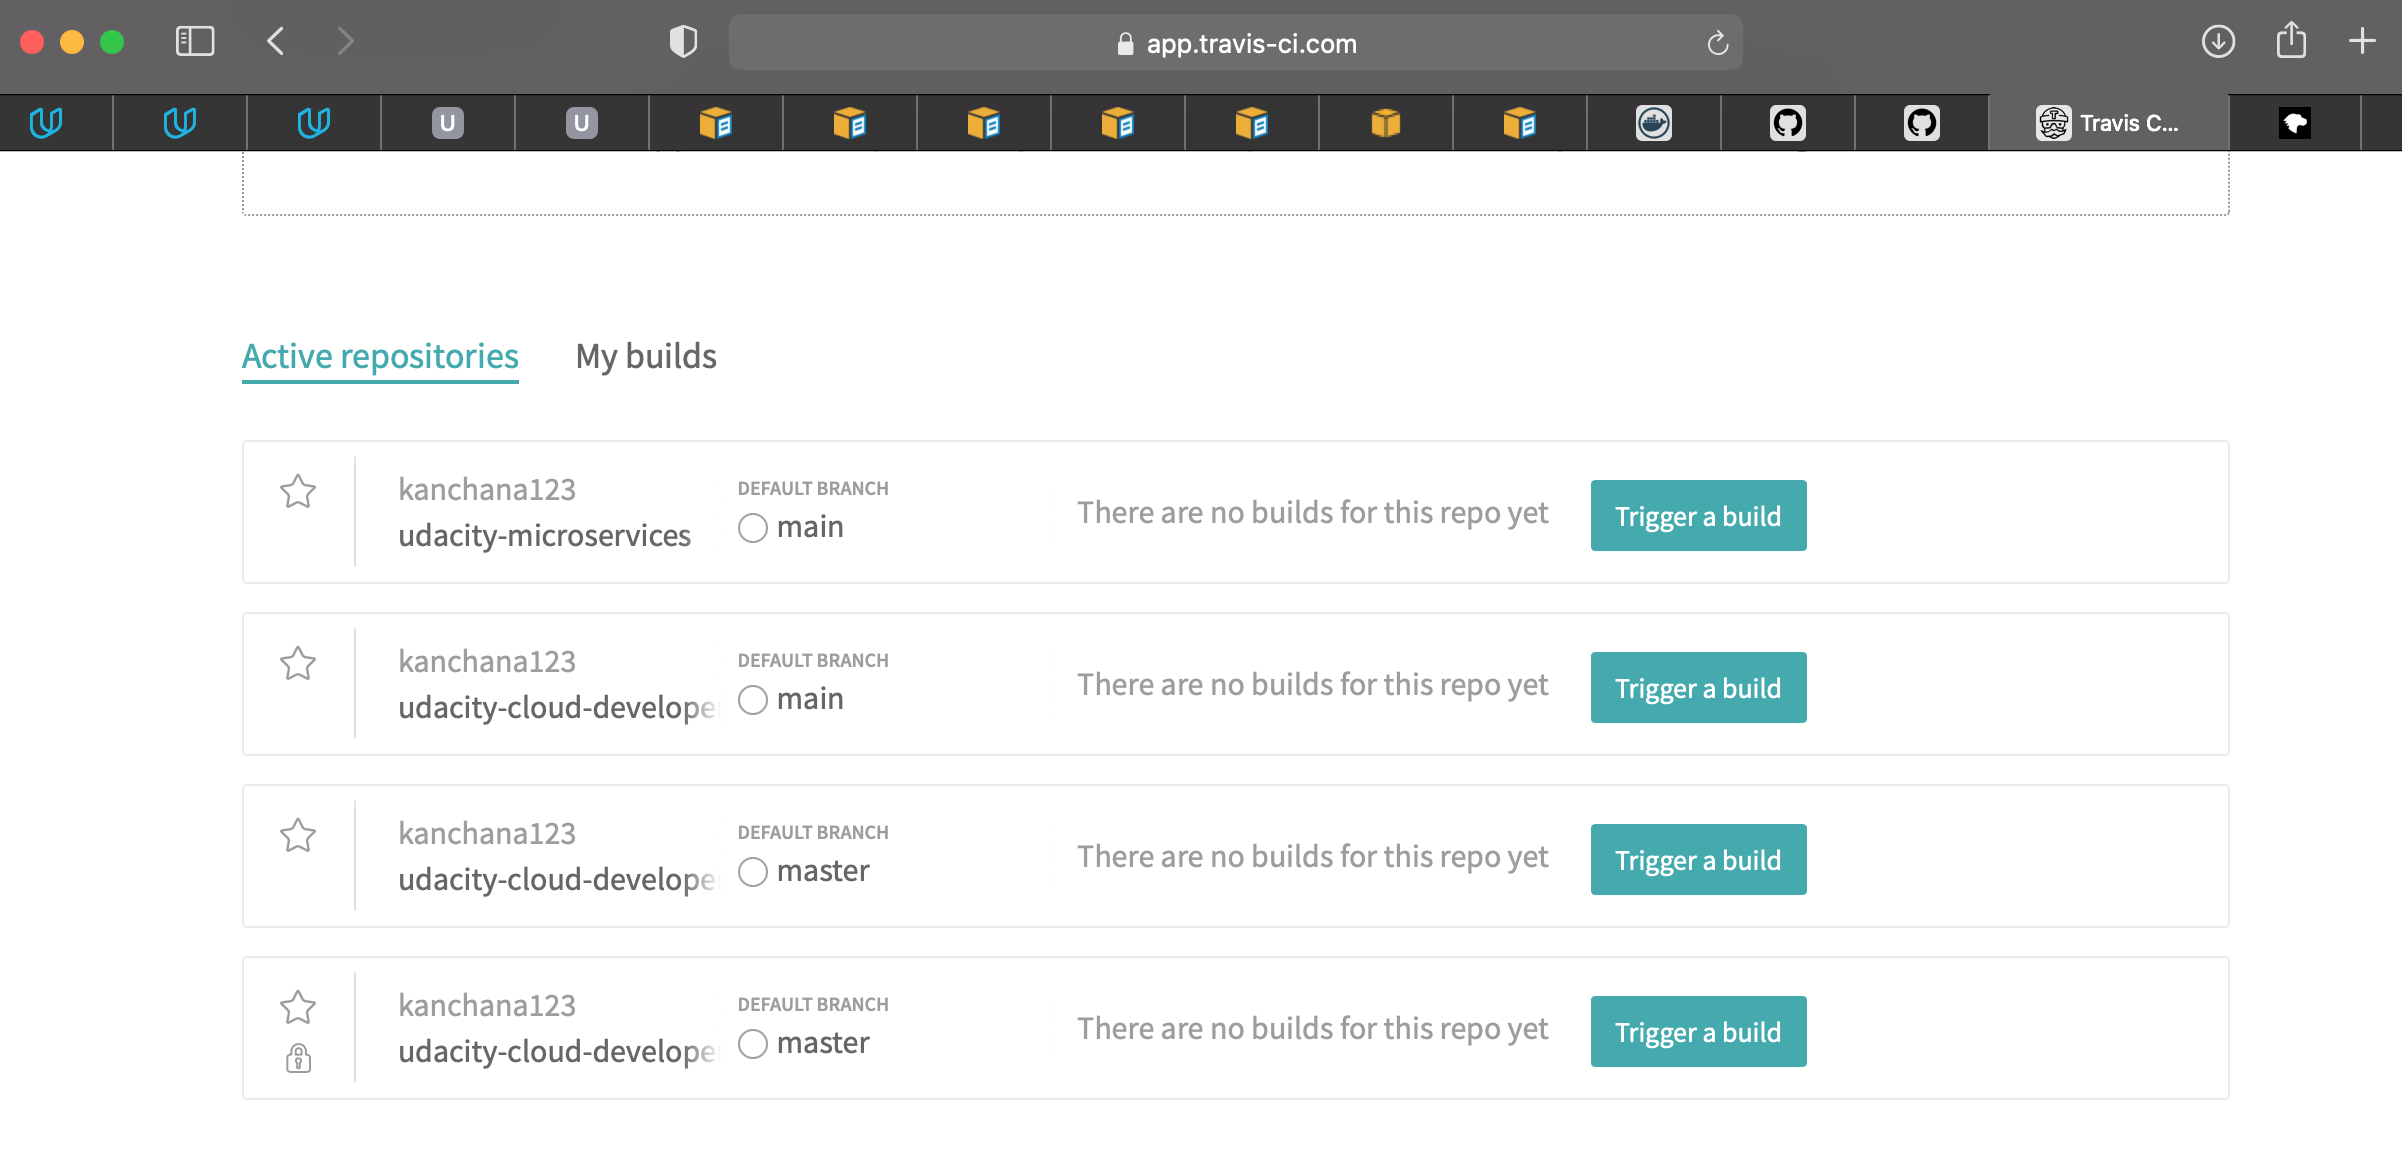 app.travis-ci.com
U
U
Travis C...
Active repositories
My builds
kanchana123
udacity-microservices
DEFAULT BRANCH
main
There are no builds for this repo yet
Trigger a build
kanchana123
udacity-cloud-develope
DEFAULT BRANCH
main
There are no builds for this repo yet
Trigger a build
kanchana123
udacity-cloud-develope
DEFAULT BRANCH
master
There are no builds for this repo yet
Trigger a build
kanchana123
udacity-cloud-develope
DEFAULT BRANCH
master
There are no builds for this repo yet
Trigger a build